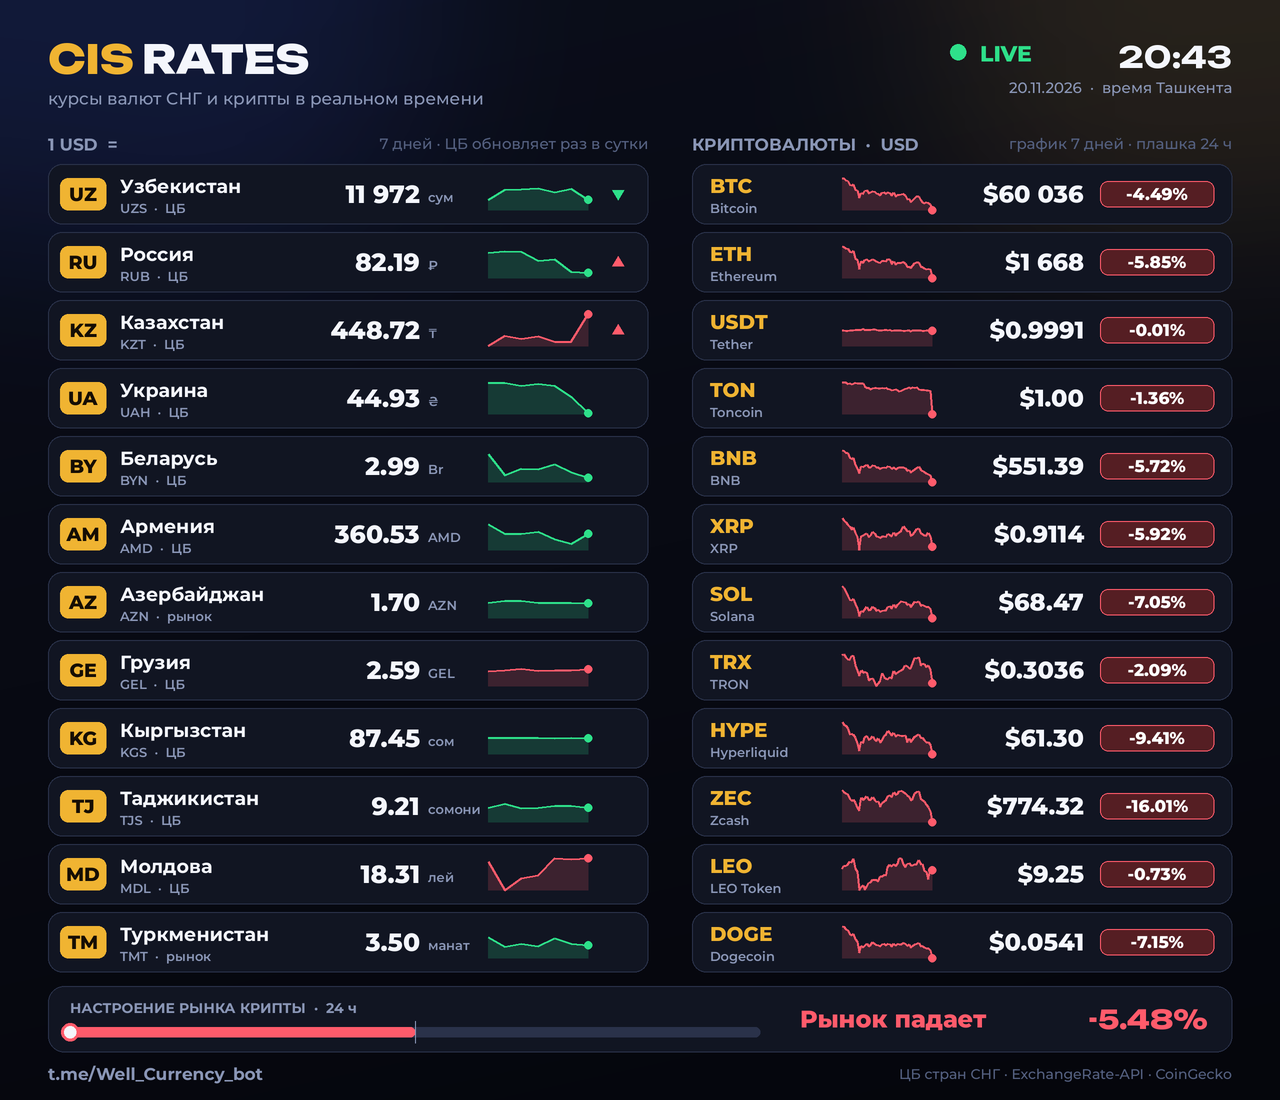 CIS RATES
курсы валют СНГ и крипты в реальном времени
LIVE
20:43
20.11.2026 · время Ташкента
1 USD =
7 дней · ЦБ обновляет раз в сутки
UZ Узбекистан 11 972 сум
UZS · ЦБ
RU Россия 82.19 ₽
RUB · ЦБ
KZ Казахстан 448.72 ₸
KZT · ЦБ
UA Украина 44.93 ₴
UAH · ЦБ
BY Беларусь 2.99 Br
BYN · ЦБ
AM Армения 360.53 AMD
AMD · ЦБ
AZ Азербайджан 1.70 AZN
AZN · рынок
GE Грузия 2.59 GEL
GEL · ЦБ
KG Кыргызстан 87.45 сом
KGS · ЦБ
TJ Таджикистан 9.21 сомони
TJS · ЦБ
MD Молдова 18.31 лей
MDL · ЦБ
TM Туркменистан 3.50 манат
TMT · рынок
КРИПТОВАЛЮТЫ · USD
график 7 дней · плашка 24 ч
BTC $60 036 -4.49%
Bitcoin
ETH $1 668 -5.85%
Ethereum
USDT $0.9991 -0.01%
Tether
TON $1.00 -1.36%
Toncoin
BNB $551.39 -5.72%
BNB
XRP $0.9114 -5.92%
XRP
SOL $68.47 -7.05%
Solana
TRX $0.3036 -2.09%
TRON
HYPE $61.30 -9.41%
Hyperliquid
ZEC $774.32 -16.01%
Zcash
LEO $9.25 -0.73%
LEO Token
DOGE $0.0541 -7.15%
Dogecoin
НАСТРОЕНИЕ РЫНКА КРИПТЫ · 24 ч
Рынок падает -5.48%
t.me/Well_Currency_bot
ЦБ стран СНГ · ExchangeRate-API · CoinGecko